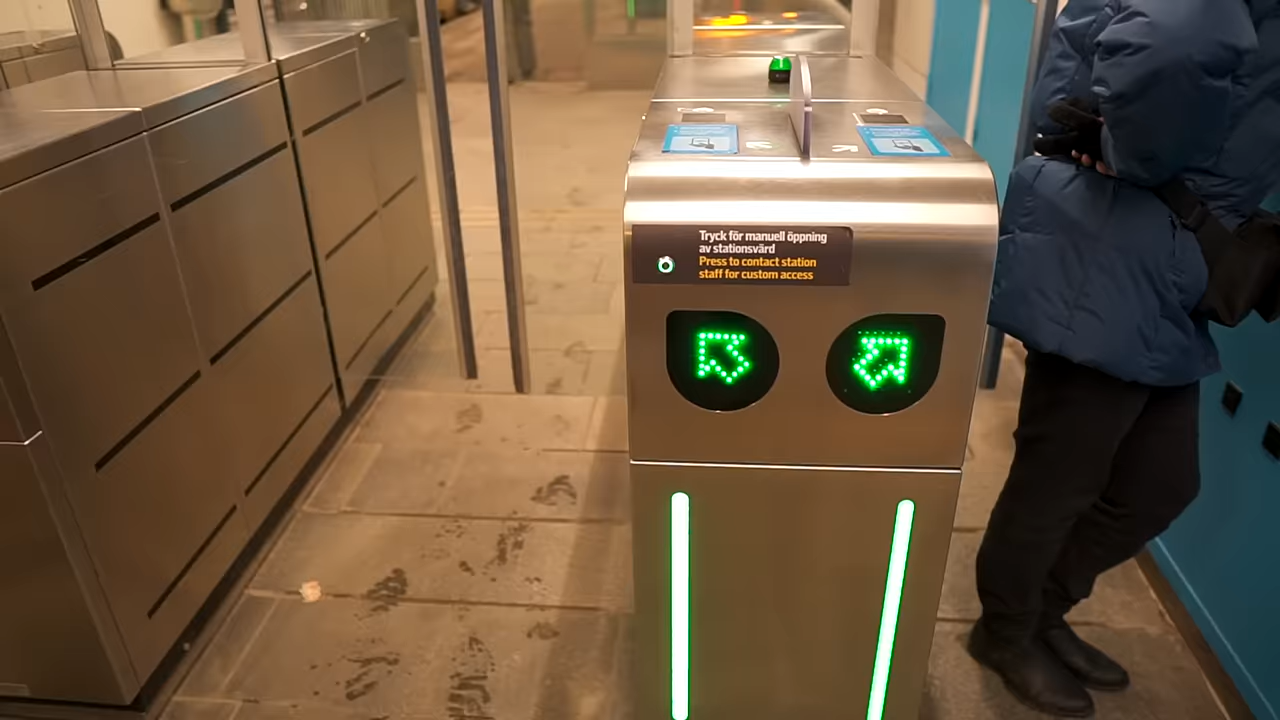 Tryck för manuell öppning
av stationsvärd
Press to contact station
staff for custom access